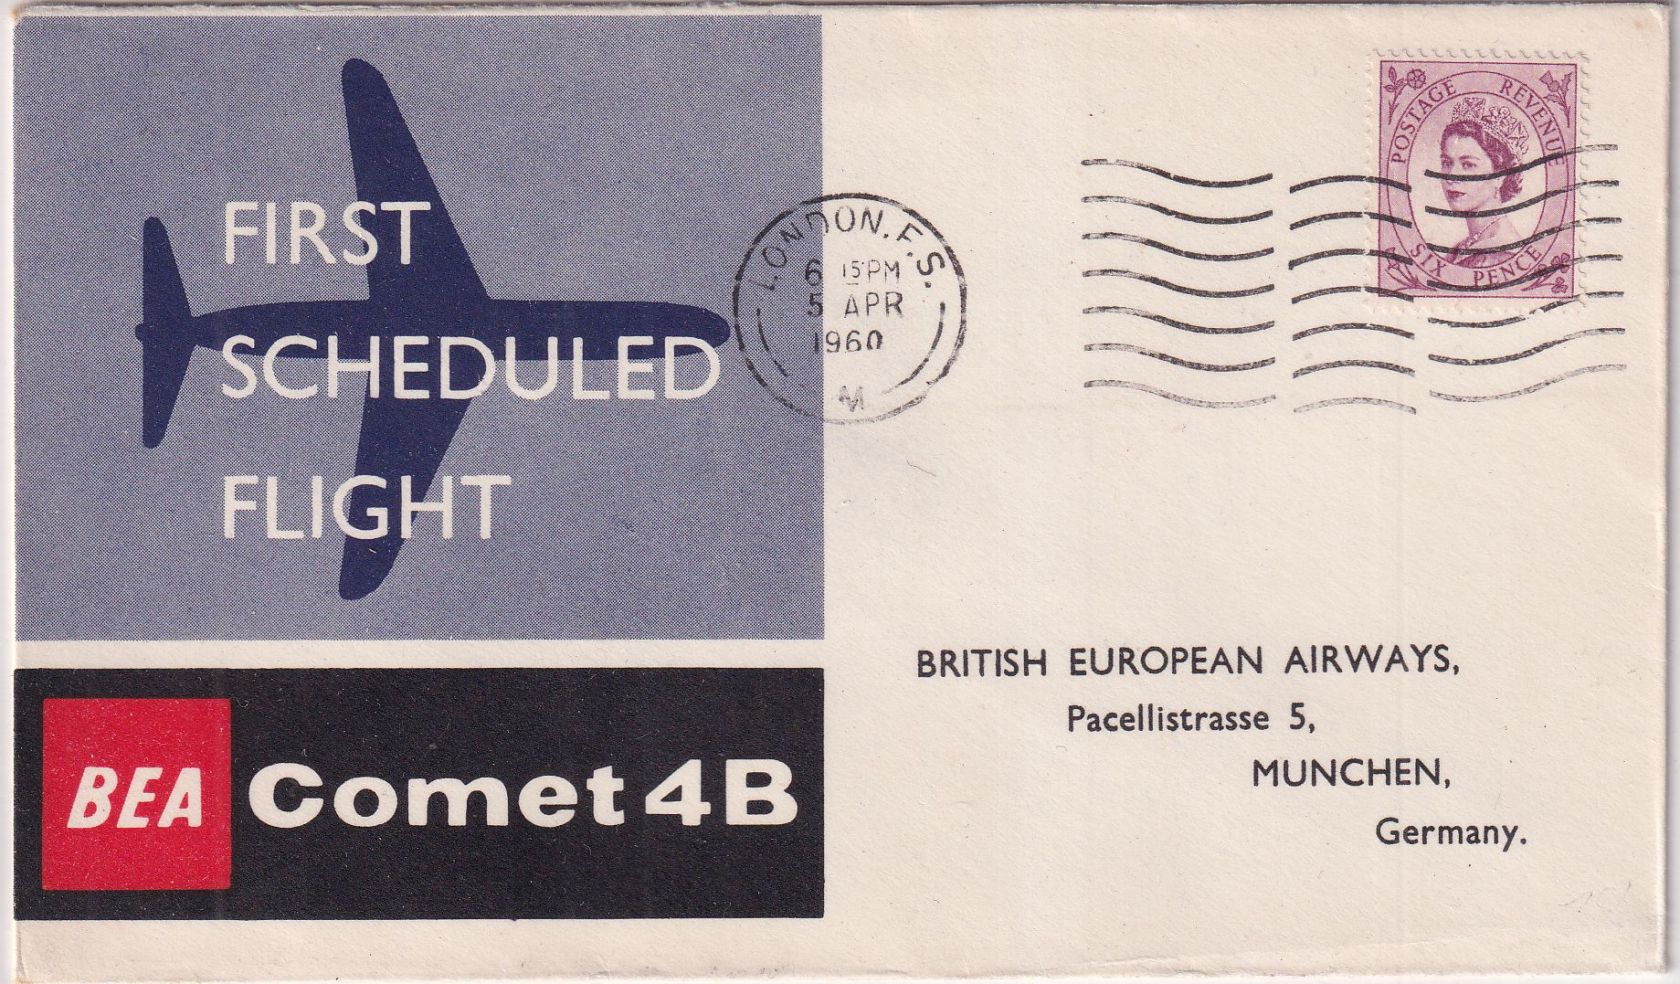 FIRST
SCHEDULED
FLIGHT
BEA Comet 4B
LONDON. F.S.
6 15 PM
5 APR
1960
M
POSTAGE REVENUE
SIX PENCE
BRITISH EUROPEAN AIRWAYS,
Pacellistrasse 5,
MUNCHEN,
Germany.